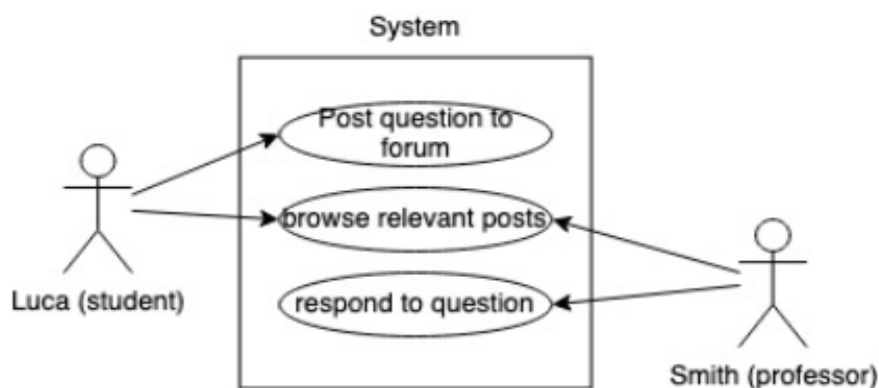 System
Post question to
forum
browse relevant posts
respond to question
Luca (student)
Smith (professor)